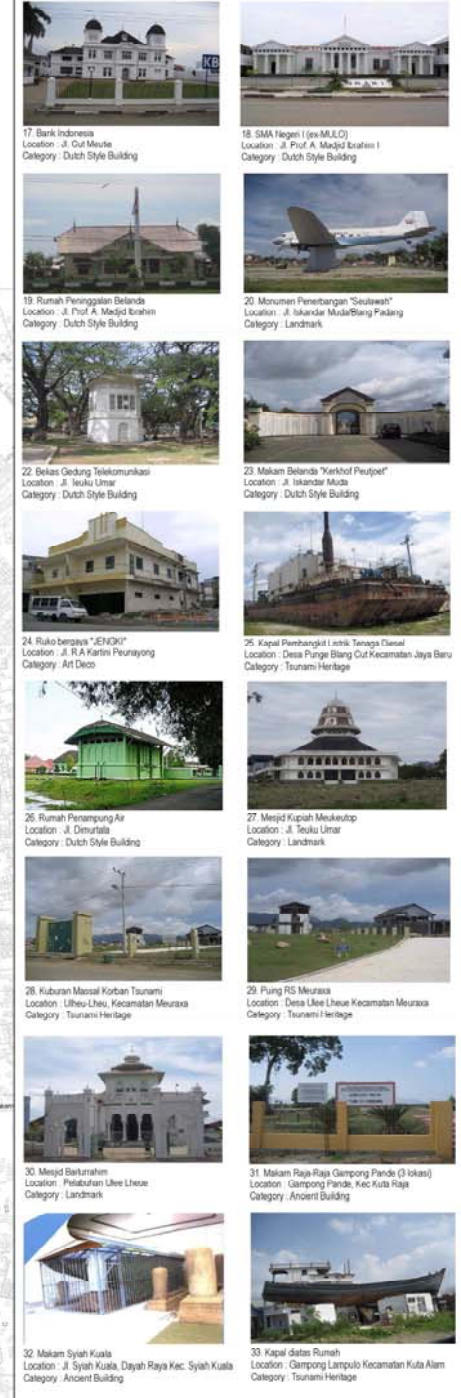 KB
17. Bank Indonesia
Location : Jl. Cut Meutie
Category : Dutch Style Building
18. SMA Negeri I (ex-MULO)
Location : Jl. Prof. A. Madjid Ibrahim I
Category : Dutch Style Building
19. Rumah Peninggalan Belanda
Location : Jl. Prof. A. Madjid Ibrahim
Category : Dutch Style Building
20. Monumen Penerbangan "Seulawah"
Location : Jl. Iskandar Muda/Blang Padang
Category : Landmark
22. Bekas Gedung Telekomunikasi
Location : Jl. Teuku Umar
Category : Dutch Style Building
23. Makam Belanda "Kerkhof Peutjoet"
Location : Jl. Iskandar Muda
Category : Dutch Style Building
24. Ruko bergaya "JENGKI"
Location : Jl. R.A Kartini Peunayong
Category : Art Deco
25. Kapal Pembangkit Listrik Tenaga Diesel
Location : Desa Punge Blang Cut Kecamatan Jaya Baru
Category : Tsunami Heritage
26. Rumah Penampung Air
Location : Jl. Dimurtala
Category : Dutch Style Building
27. Mesjid Kupiah Meukeutop
Location : Jl. Teuku Umar
Category : Landmark
28. Kuburan Massal Korban Tsunami
Location : Ulheu-Lheu, Kecamatan Meuraxa
Category : Tsunami Heritage
29. Puing RS Meuraxa
Location : Desa Ulee Lheue Kecamatan Meuraxa
Category : Tsunami Heritage
30. Mesjid Baiturrahim
Location : Pelabuhan Ulee Lheue
Category : Landmark
31. Makam Raja-Raja Gampong Pande (3 lokasi)
Location : Gampong Pande, Kec Kuta Raja
Category : Ancient Building
32. Makam Syiah Kuala
Location : Jl. Syiah Kuala, Dayah Raya Kec. Syiah Kuala
Category : Ancient Building
33. Kapal diatas Rumah
Location : Gampong Lampulo Kecamatan Kuta Alam
Category : Tsunami Heritage